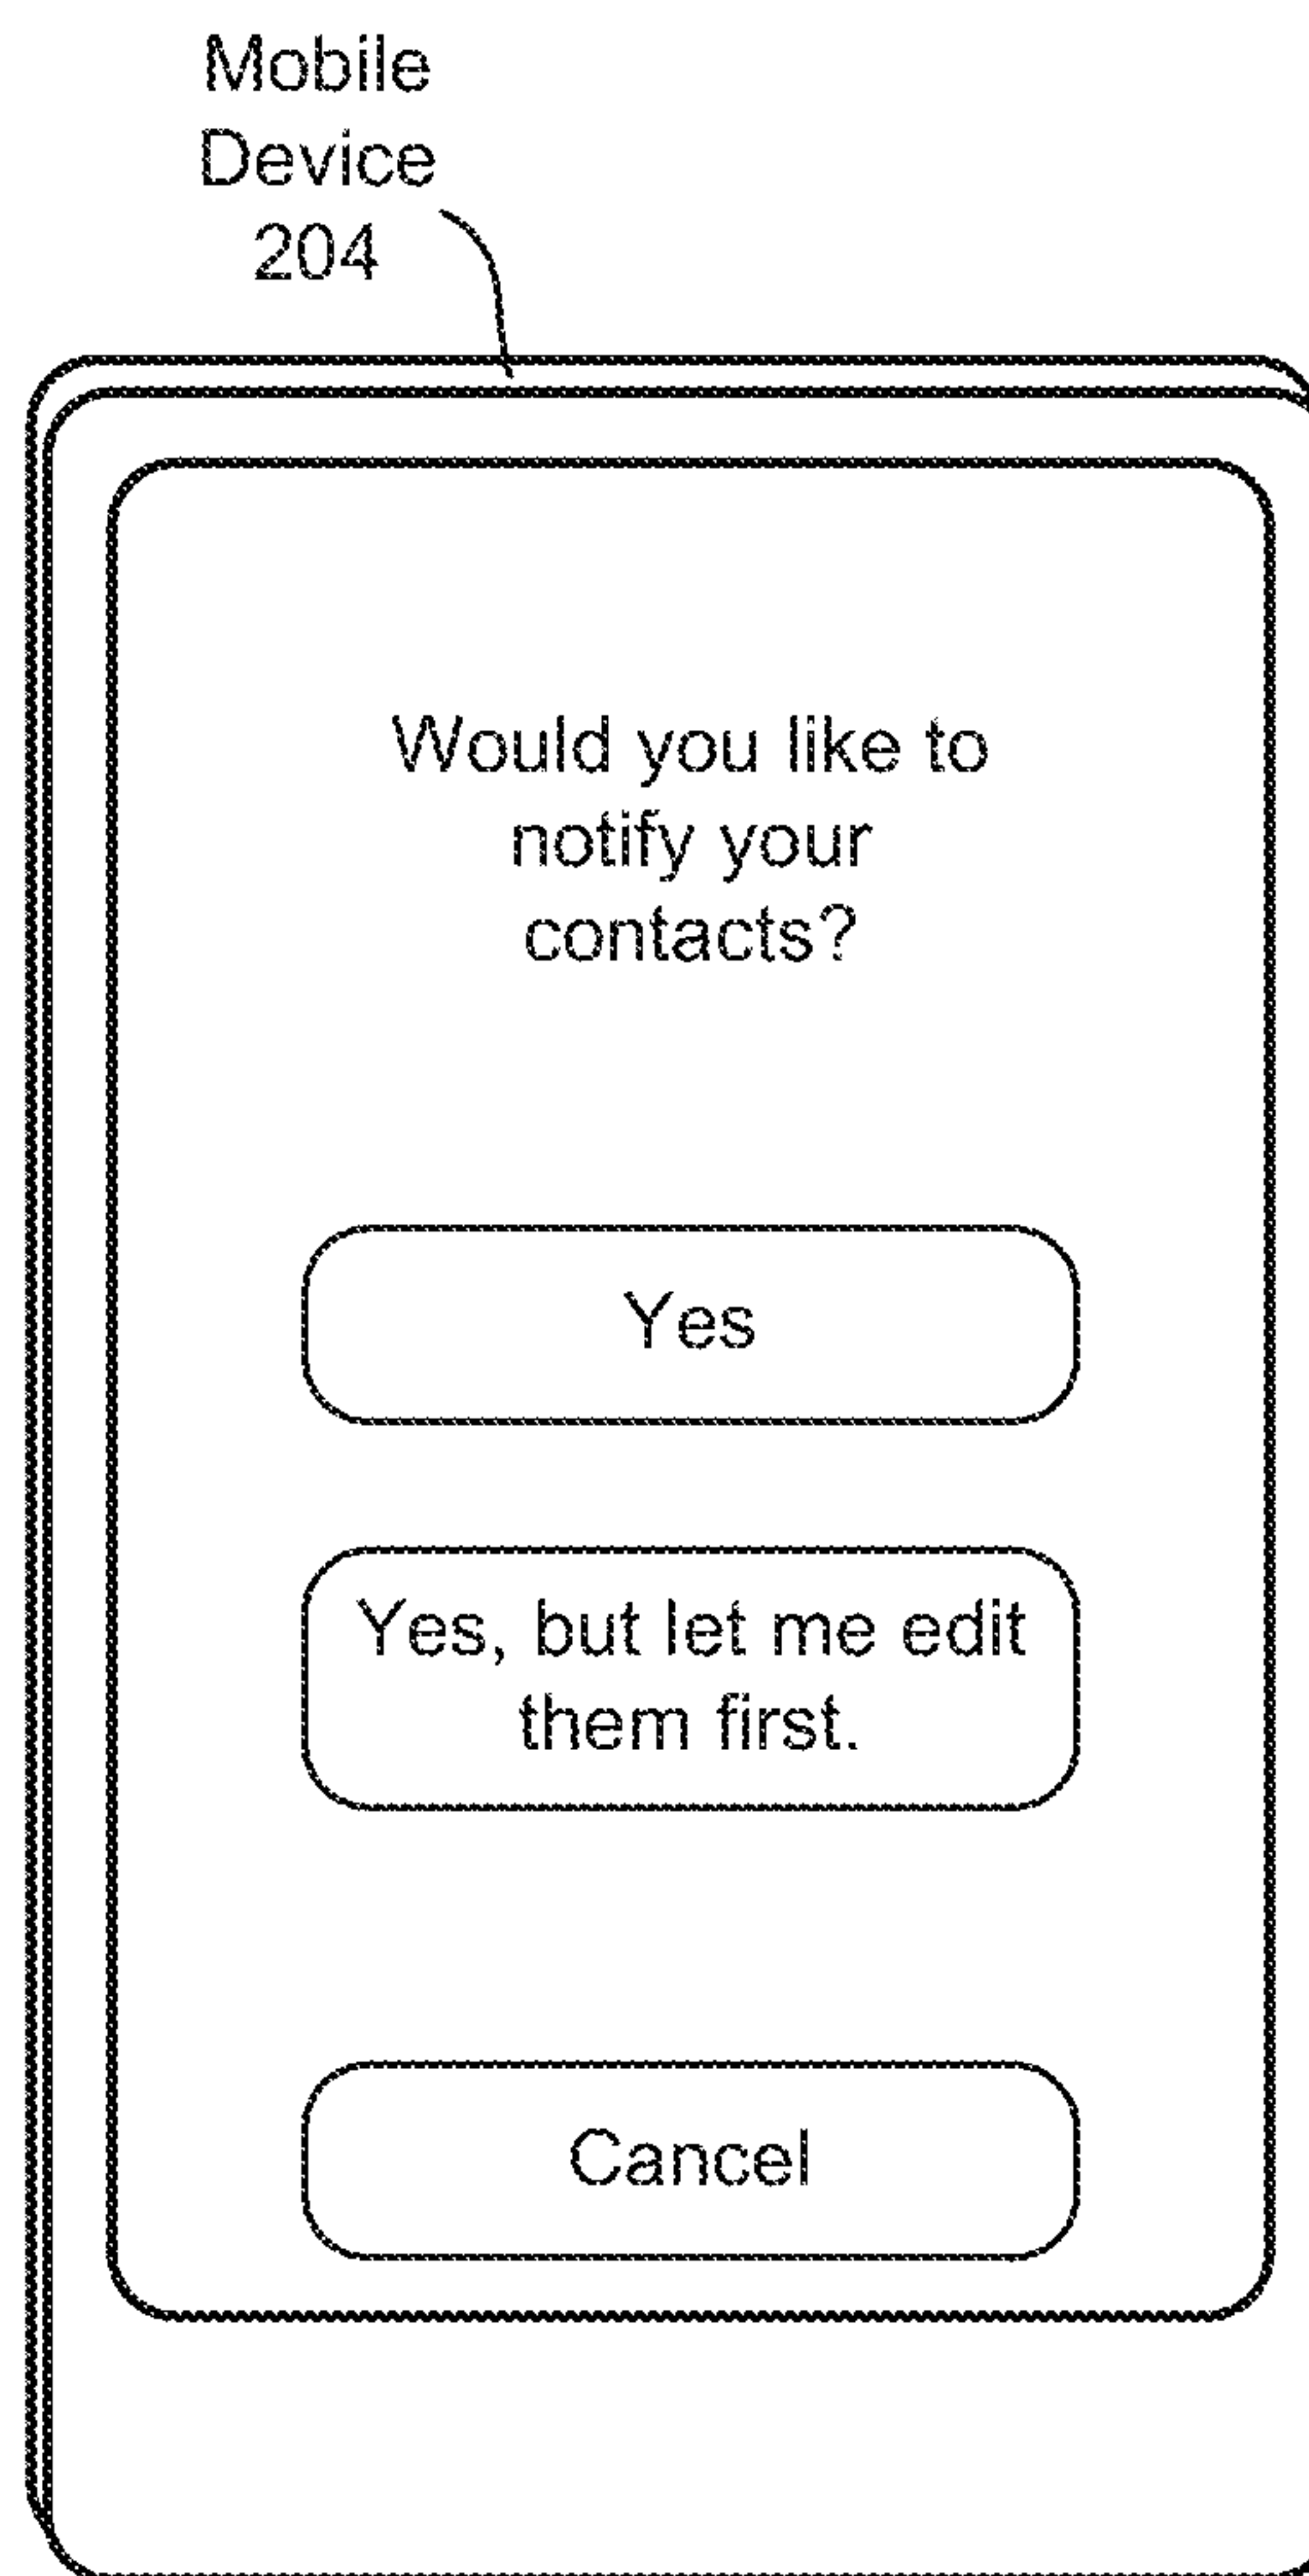 Mobile
Device
204
Would you like to
notify your
contacts?
Yes
Yes, but let me edit
them first.
Cancel